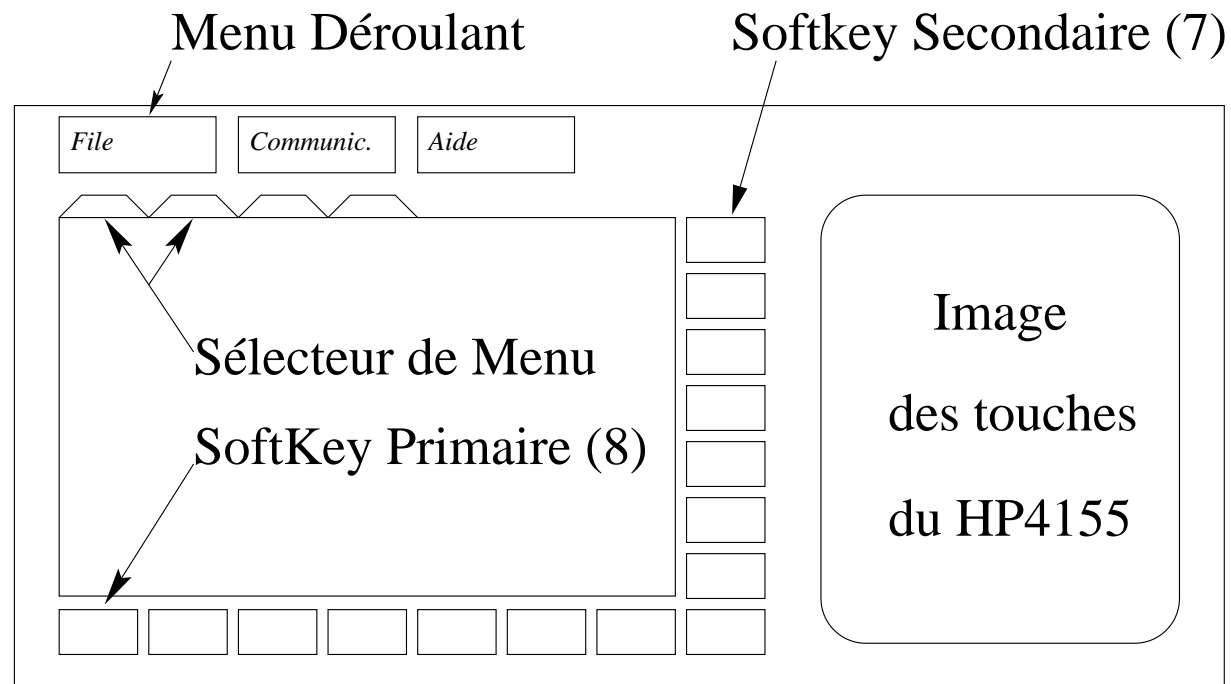 Menu Déroulant
Softkey Secondaire (7)
File
Communic.
Aide
Sélecteur de Menu
SoftKey Primaire (8)
Image
des touches
du HP4155